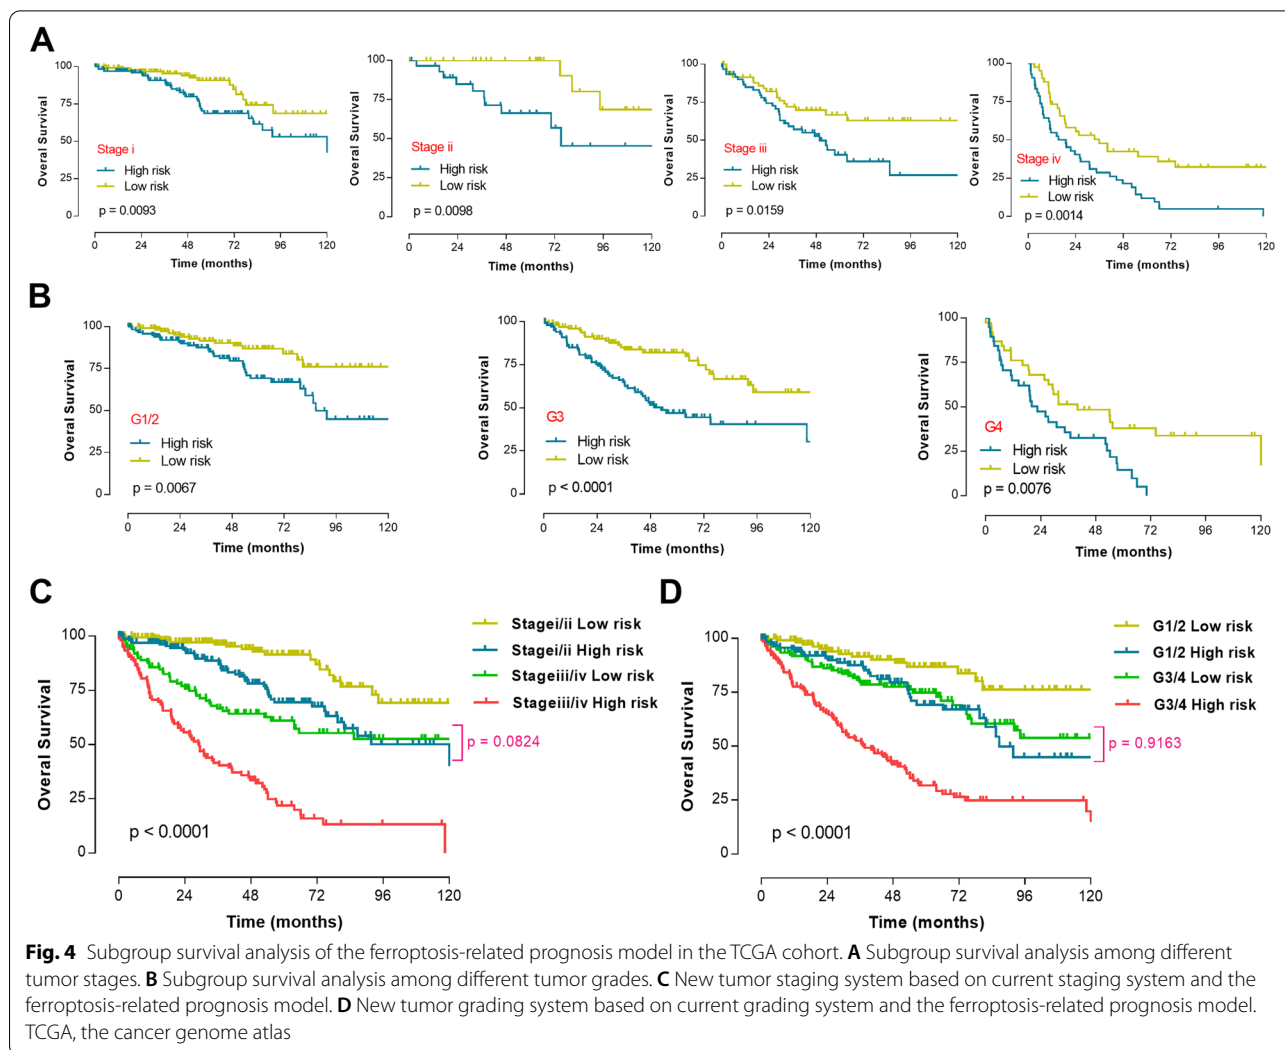 A
Overal Survival
100
75
50
25
0
Stage i
High risk
Low risk
p = 0.0093
0 24 48 72 96 120
Time (months)
Overal Survival
100
75
50
25
0
Stage ii
High risk
Low risk
p = 0.0098
0 24 48 72 96 120
Time (months)
Overal Survival
100
75
50
25
0
Stage iii
High risk
Low risk
p = 0.0159
0 24 48 72 96 120
Time (months)
Overal Survival
100
75
50
25
0
Stage iv
High risk
Low risk
p = 0.0014
0 24 48 72 96 120
Time (months)
B
Overal Survival
100
75
50
25
0
G1/2
High risk
Low risk
p = 0.0067
0 24 48 72 96 120
Time (months)
Overal Survival
100
75
50
25
0
G3
High risk
Low risk
p < 0.0001
0 24 48 72 96 120
Time (months)
Overal Survival
100
75
50
25
0
G4
High risk
Low risk
p = 0.0076
0 24 48 72 96 120
Time (months)
C
Overal Survival
100
75
50
25
0
Stagei/ii Low risk
Stagei/ii High risk
Stageiii/iv Low risk
Stageiii/iv High risk
p = 0.0824
p < 0.0001
0 24 48 72 96 120
Time (months)
D
Overal Survival
100
75
50
25
0
G1/2 Low risk
G1/2 High risk
G3/4 Low risk
G3/4 High risk
p = 0.9163
p < 0.0001
0 24 48 72 96 120
Time (months)
Fig. 4 Subgroup survival analysis of the ferroptosis-related prognosis model in the TCGA cohort. A Subgroup survival analysis among different
tumor stages. B Subgroup survival analysis among different tumor grades. C New tumor staging system based on current staging system and the
ferroptosis-related prognosis model. D New tumor grading system based on current grading system and the ferroptosis-related prognosis model.
TCGA, the cancer genome atlas